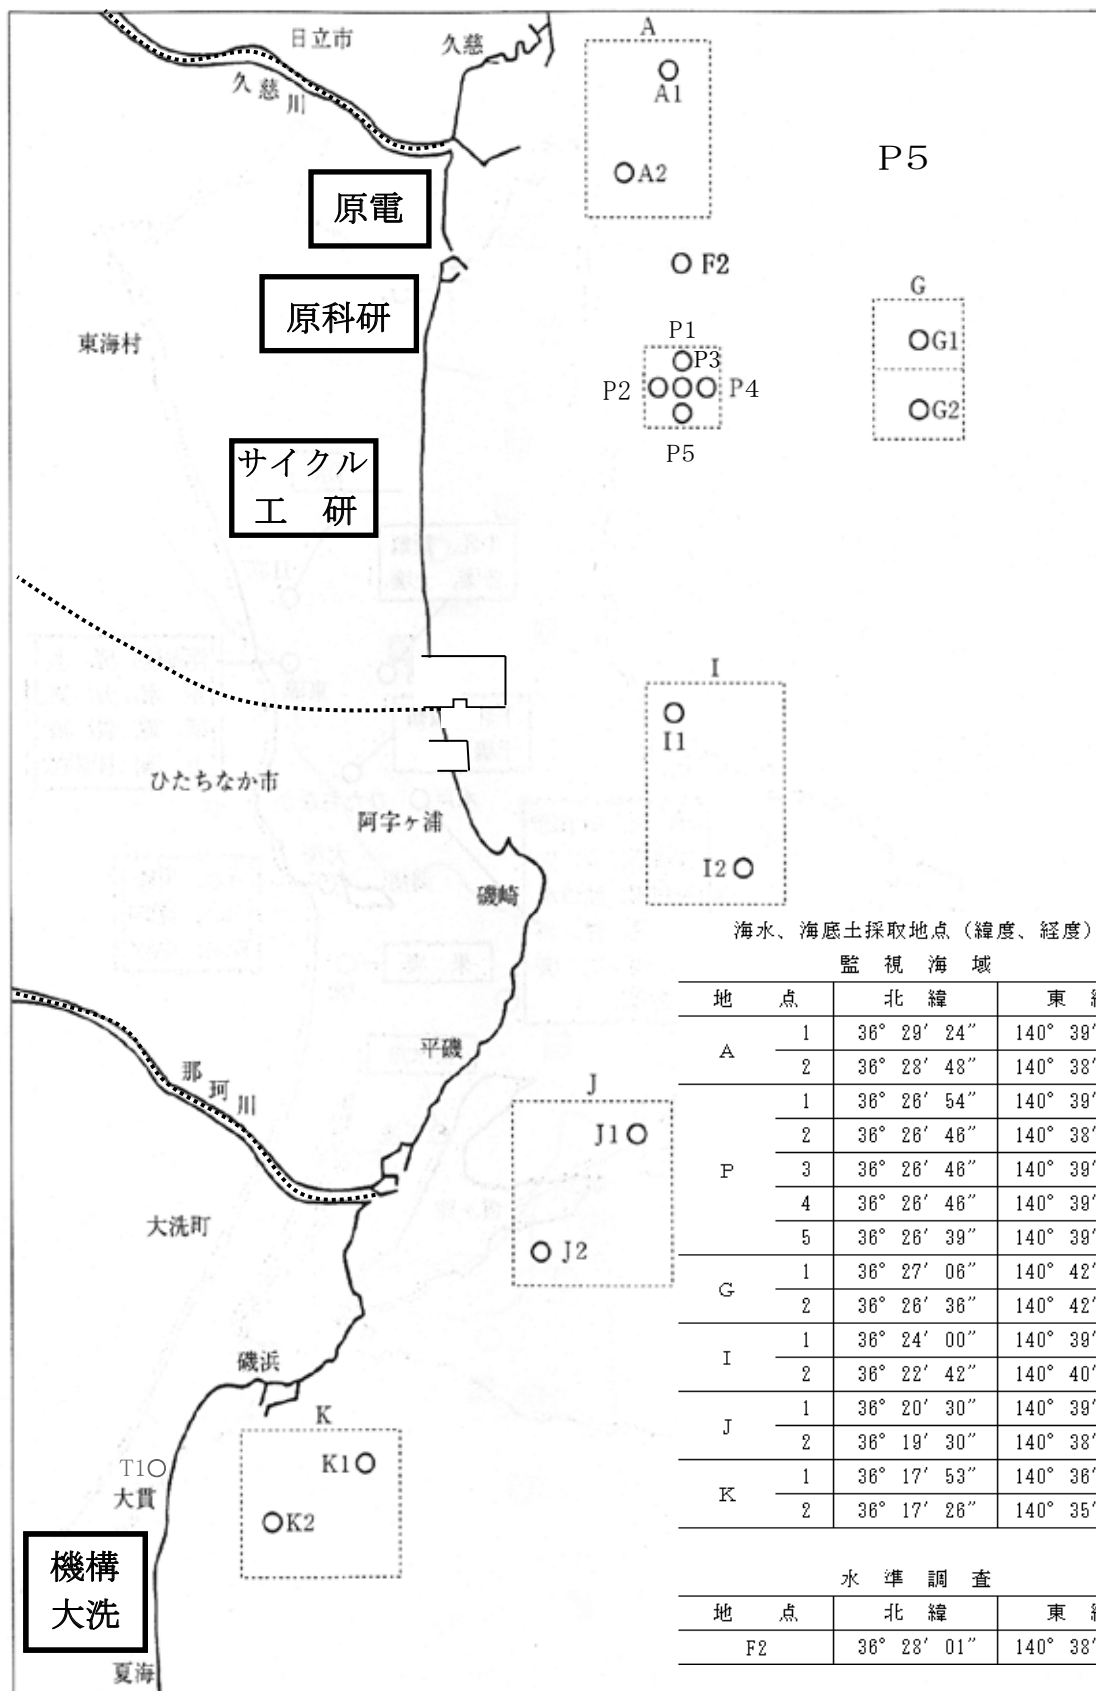 日立市
久慈
久慈川
A
A1
A2
P5
原電
F2
原科研
東海村
G
G1
G2
P1
P3
P2
P4
P5
サイクル
工 研
I
I1
I2
ひたちなか市
阿字ヶ浦
磯崎
平磯
那珂川
J
J1
J2
大洗町
磯浜
K
K1
K2
T1
大貫
機構
大洗
夏海
海水、海底土採取地点（緯度、経度）
監 視 海 域
地 点 北 緯 東
A 1 36° 29′ 24″ 140° 39′
2 36° 28′ 48″ 140° 38′
P 1 36° 26′ 54″ 140° 39′
2 36° 26′ 46″ 140° 38′
3 36° 26′ 46″ 140° 39′
4 36° 26′ 46″ 140° 39′
5 36° 26′ 39″ 140° 39′
G 1 36° 27′ 06″ 140° 42′
2 36° 26′ 36″ 140° 42′
I 1 36° 24′ 00″ 140° 39′
2 36° 22′ 42″ 140° 40′
J 1 36° 20′ 30″ 140° 39′
2 36° 19′ 30″ 140° 38′
K 1 36° 17′ 53″ 140° 36′
2 36° 17′ 26″ 140° 35′
水 準 調 査
地 点 北 緯 東
F2 36° 28′ 01″ 140° 38′